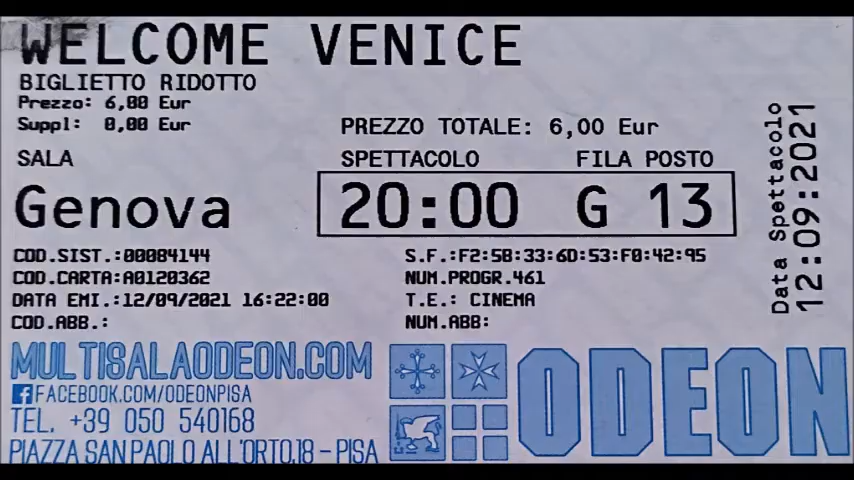 WELCOME VENICE
BIGLIETTO RIDOTTO
Prezzo: 6,00 Eur
Suppl: 0,00 Eur
PREZZO TOTALE: 6,00 Eur
SALA SPETTACOLO FILA POSTO
Genova 20:00 G 13
Data Spettacolo
12:09:2021
COD.SIST.:00084144 S.F.:F2:5B:33:6D:53:F0:42:95
COD.CARTA:A0120362 NUM.PROGR.461
DATA EMI.:12/09/2021 16:22:00 T.E.: CINEMA
COD.ABB.: NUM.ABB:
MULTISALAODEON.COM
FACEBOOK.COM/ODEONPISA
TEL. +39 050 540168
PIAZZA SAN PAOLO ALL'ORTO,18 - PISA
ODEON